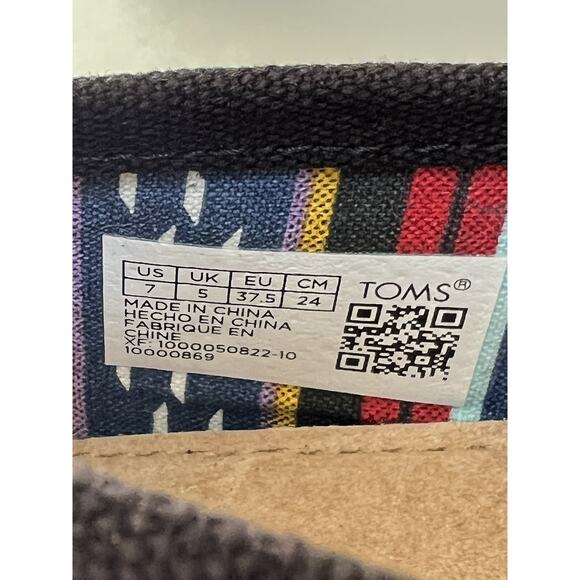 US UK EU CM
7 5 37.5 24
TOMS®
MADE IN CHINA
HECHO EN CHINA
FABRIQUE EN
CHINE
XF: 1000050822-10
10000869